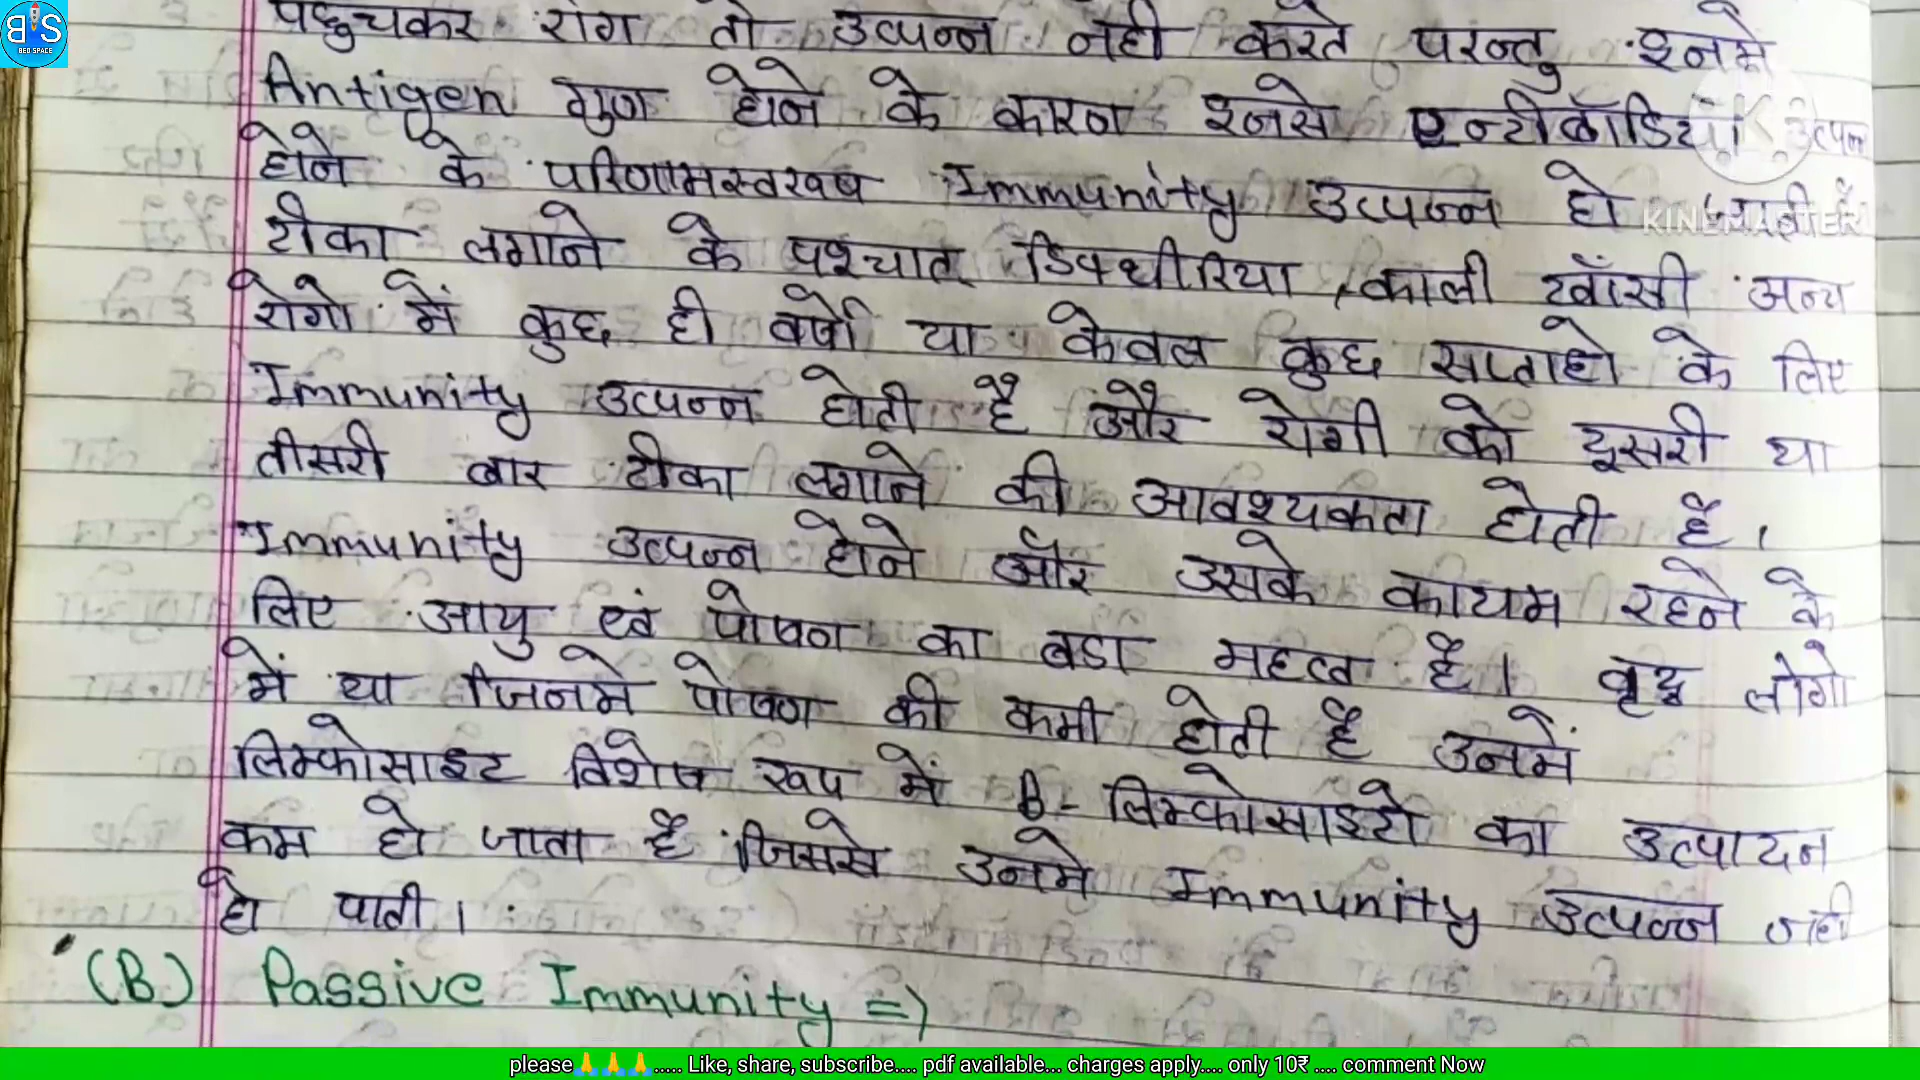 BS
BED SPACE
पहुचकर रोग तो उत्पन्न नही करते परन्तु इनमे
Antigen गुण होने के कारण इनसे एन्टीबॉडिया उत्पन्न
होने के परिणामस्वरूप Immunity उत्पन्न हो जाती है
KINEMASTER
टीका लगाने के पश्चात डिफ्थीरिया, काली खाँसी अन्य
रोगो में कुछ ही वर्षो या केवल कुछ सप्ताहो के लिए
Immunity उत्पन्न होती है और रोगी को दूसरी या
तीसरी बार टीका लगाने की आवश्यकता होती है।
Immunity उत्पन्न होने और उसके कायम रहने के
लिए आयु एवं पोषण का बडा महत्व है। वृद्ध लोगो
में या जिनमे पोषण की कमी होती है उनमें
लिम्फोसाइट विशेष रूप में B- लिम्फोसाइटो का उत्पादन
कम हो जाता है जिससे उनमे Immunity उत्पन्न नही
हो पाती।
(B) Passive Immunity =>
please🙏🙏🙏..... Like, share, subscribe.... pdf available... charges apply.... only 10₹ .... comment Now